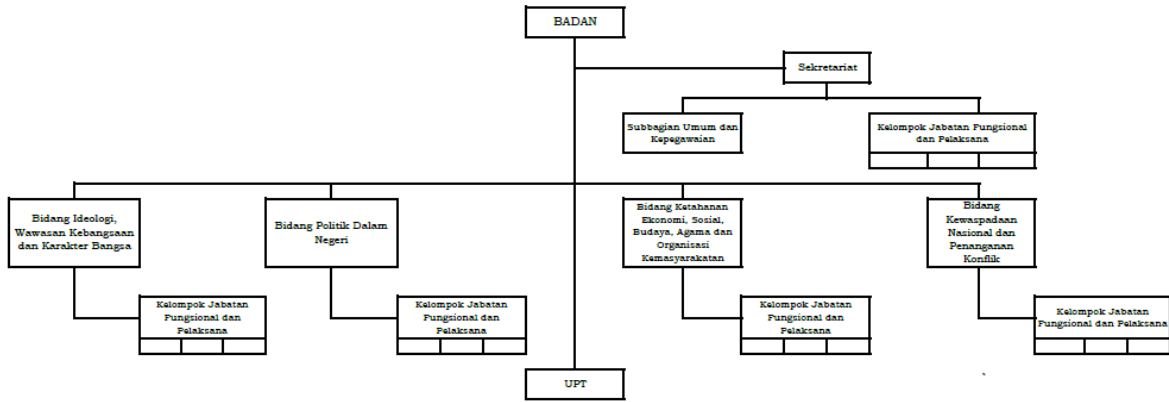 BADAN
Sekretariat
Subbagian Umum dan
Kepegawaian
Kelompok Jabatan Fungsional
dan Pelaksana
Bidang Ideologi,
Wawasan Kebangsaan
dan Karakter Bangsa
Bidang Politik Dalam
Negeri
Bidang Ketahanan
Ekonomi, Sosial,
Budaya, Agama dan
Organisasi
Kemasyarakatan
Bidang
Kewaspadaan
Nasional dan
Penanganan
Konflik
Kelompok Jabatan
Fungsional dan
Pelaksana
Kelompok Jabatan
Fungsional dan
Pelaksana
Kelompok Jabatan
Fungsional dan
Pelaksana
Kelompok Jabatan
Fungsional dan Pelaksana
UPT